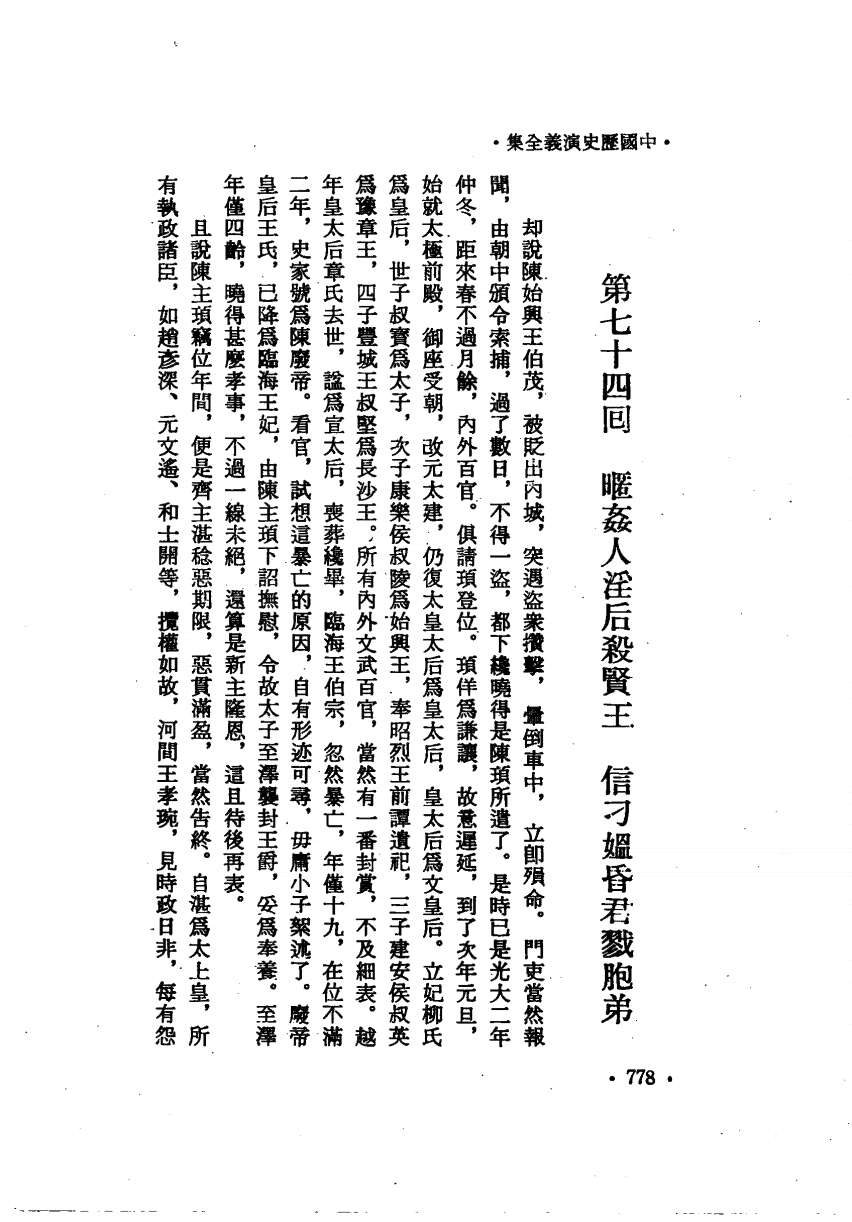 ·中國歷史演義全集·
第七十四回　暱姦人淫后殺賢王　信刁媼昏君戮胞弟
却說陳始興王伯茂，被貶出內城，突遇盜衆攢擊，暈倒車中，立卽殞命。門吏當然報
聞，由朝中頒令索捕，過了數日，不得一盜，都下纔曉得是陳頊所遣了。是時已是光大二年
仲冬，距來春不過月餘，內外百官。俱請頊登位。頊佯爲謙讓，故意遲延，到了次年元旦，
始就太極前殿，御座受朝，改元太建，仍復太皇太后爲皇太后，皇太后爲文皇后。立妃柳氏
爲皇后，世子叔寶爲太子，次子康樂侯叔陵爲始興王，奉昭烈王前譚遺祀，三子建安侯叔英
爲豫章王，四子豐城王叔堅爲長沙王。所有內外文武百官，當然有一番封賞，不及細表。越
年皇太后章氏去世，諡爲宣太后，喪葬纔畢，臨海王伯宗，忽然暴亡，年僅十九，在位不滿
二年，史家號爲陳廢帝。看官，試想這暴亡的原因，自有形迹可尋，毋庸小子絮述了。廢帝
皇后王氏，已降爲臨海王妃，由陳主頊下詔撫慰，令故太子至澤襲封王爵，妥爲奉養。至澤
年僅四齡，曉得甚麽孝事，不過一線未絕，還算是新主隆恩，這且待後再表。
且說陳主頊竊位年間，便是齊主湛稔惡期限，惡貫滿盈，當然告終。自湛爲太上皇，所
有執政諸臣，如趙彥深、元文遙、和士開等，攬權如故，河間王孝琬，見時政日非，每有怨
·778·